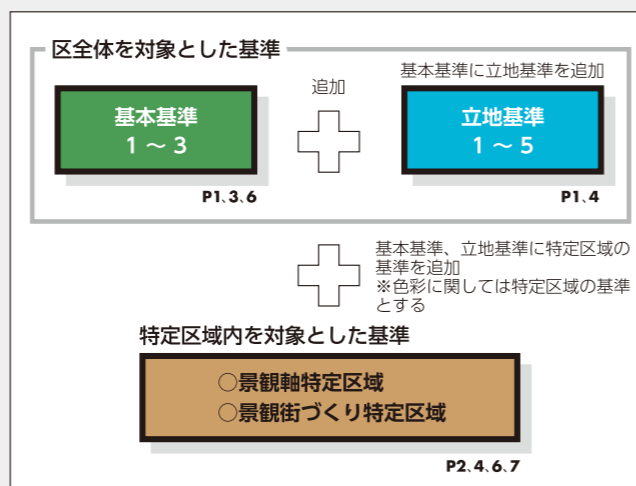 区全体を対象とした基準
基本基準
1 ～ 3
P1、3、6
追加
基本基準に立地基準を追加
立地基準
1 ～ 5
P1、4
基本基準、立地基準に特定区域の
基準を追加
※色彩に関しては特定区域の基準
とする
特定区域内を対象とした基準
○景観軸特定区域
○景観街づくり特定区域
P2、4、6、7